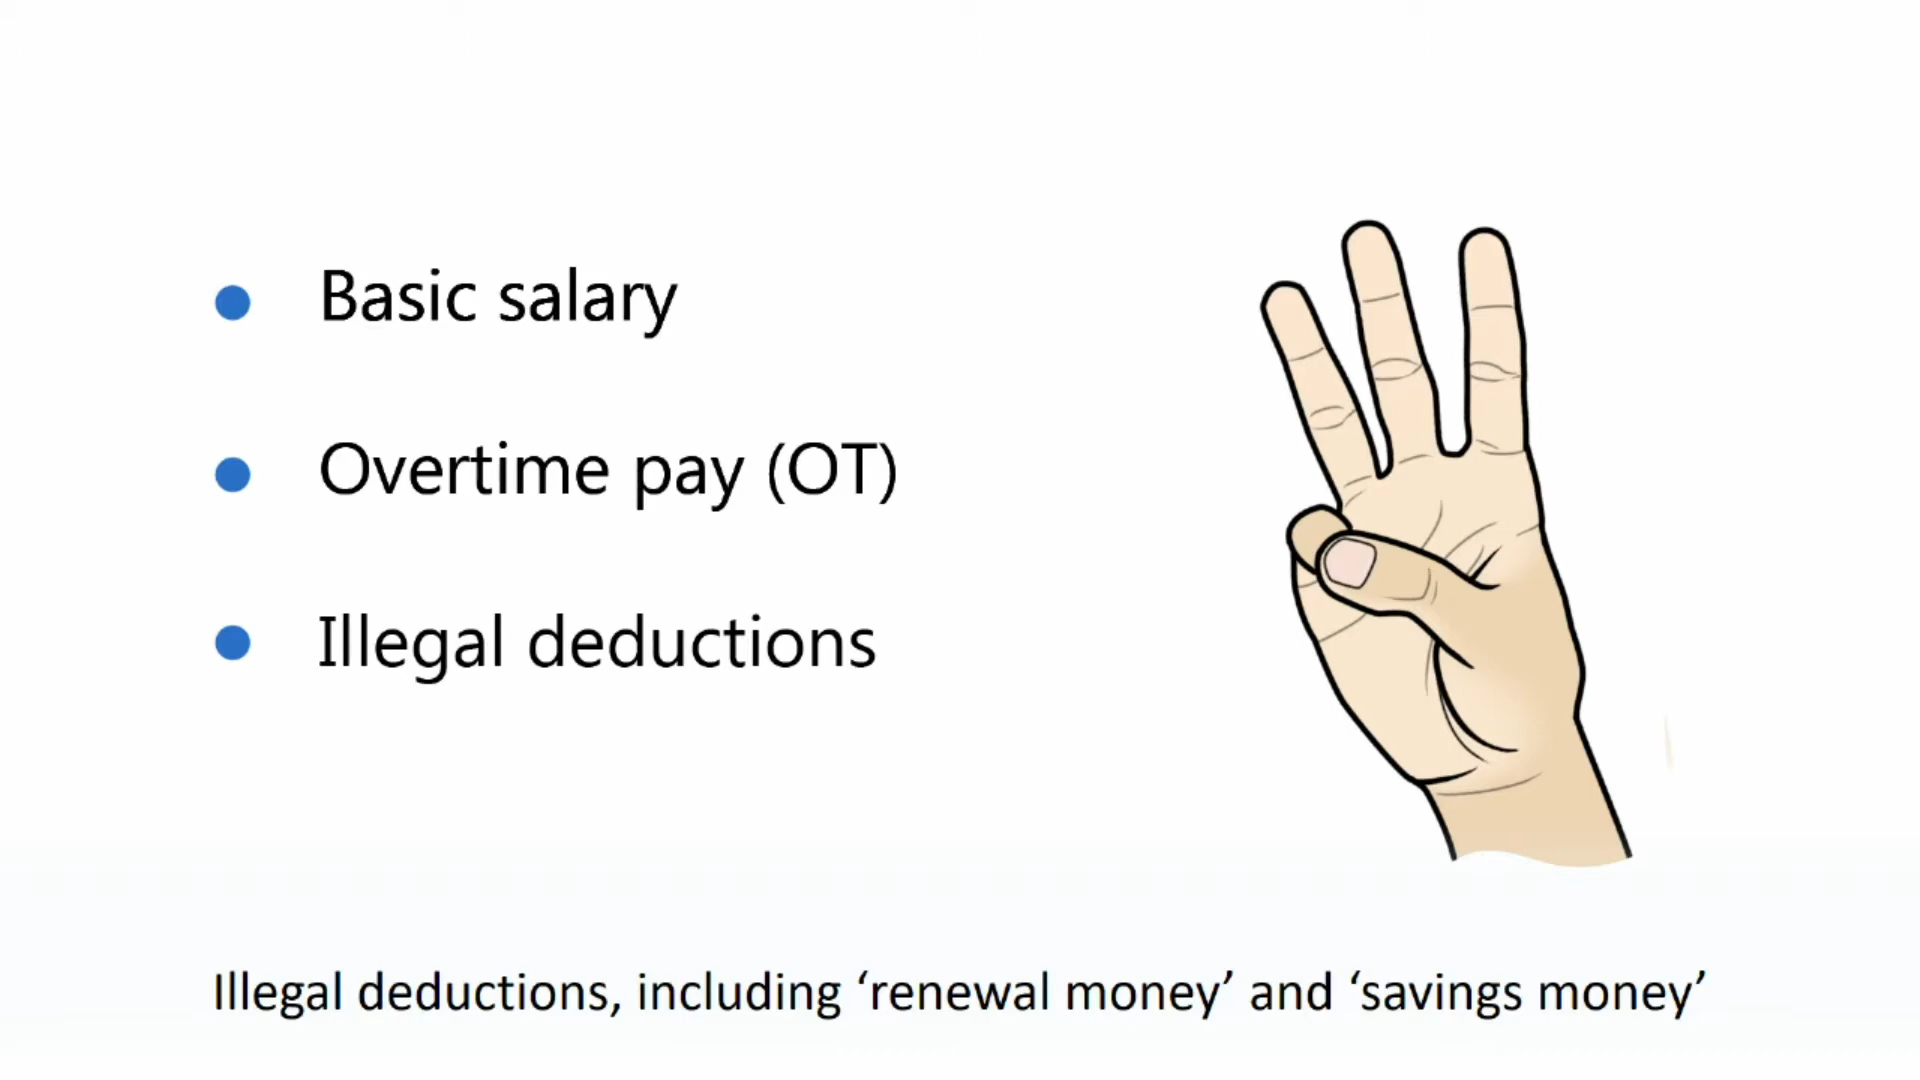 Basic salary
Overtime pay (OT)
Illegal deductions
Illegal deductions, including ‘renewal money’ and ‘savings money’